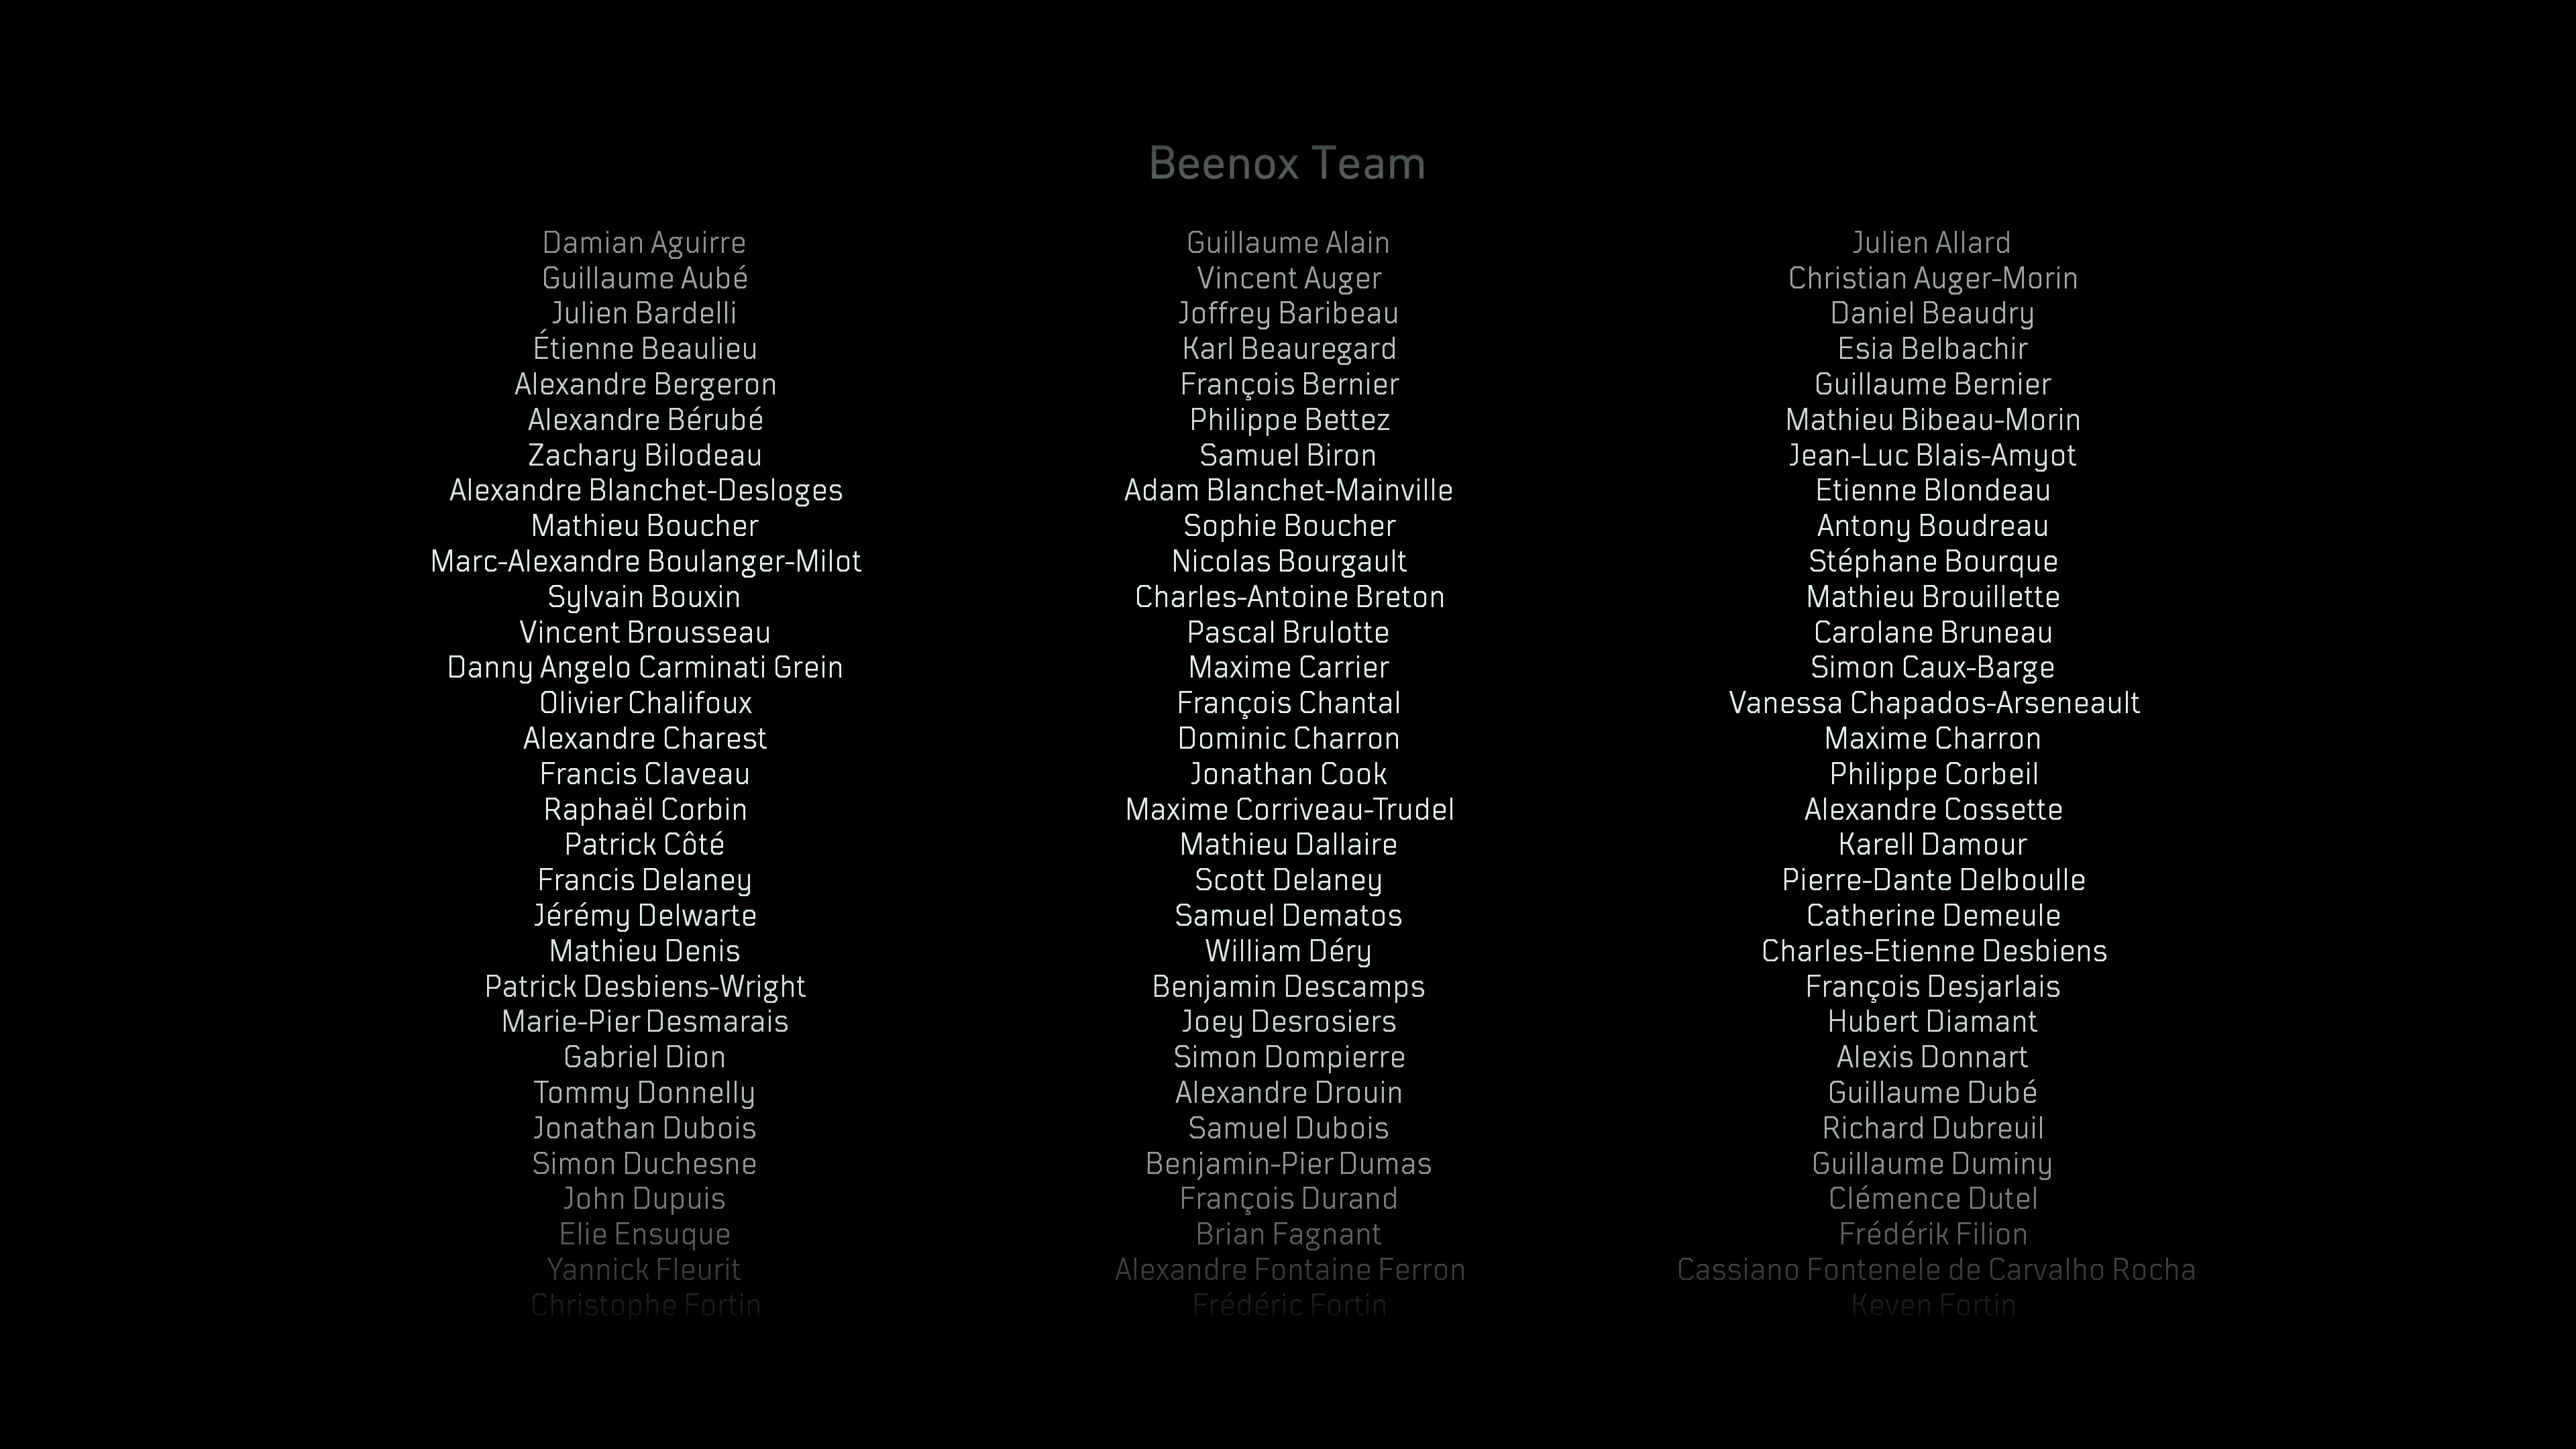 Beenox Team
Damian Aguirre Guillaume Alain Julien Allard
Guillaume Aubé Vincent Auger Christian Auger-Morin
Julien Bardelli Joffrey Baribeau Daniel Beaudry
Étienne Beaulieu Karl Beauregard Esia Belbachir
Alexandre Bergeron François Bernier Guillaume Bernier
Alexandre Bérubé Philippe Bettez Mathieu Bibeau-Morin
Zachary Bilodeau Samuel Biron Jean-Luc Blais-Amyot
Alexandre Blanchet-Desloges Adam Blanchet-Mainville Etienne Blondeau
Mathieu Boucher Sophie Boucher Antony Boudreau
Marc-Alexandre Boulanger-Milot Nicolas Bourgault Stéphane Bourque
Sylvain Bouxin Charles-Antoine Breton Mathieu Brouillette
Vincent Brousseau Pascal Brulotte Carolane Bruneau
Danny Angelo Carminati Grein Maxime Carrier Simon Caux-Barge
Olivier Chalifoux François Chantal Vanessa Chapados-Arseneault
Alexandre Charest Dominic Charron Maxime Charron
Francis Claveau Jonathan Cook Philippe Corbeil
Raphaël Corbin Maxime Corriveau-Trudel Alexandre Cossette
Patrick Côté Mathieu Dallaire Karell Damour
Francis Delaney Scott Delaney Pierre-Dante Delboulle
Jérémy Delwarte Samuel Dematos Catherine Demeule
Mathieu Denis William Déry Charles-Etienne Desbiens
Patrick Desbiens-Wright Benjamin Descamps François Desjarlais
Marie-Pier Desmarais Joey Desrosiers Hubert Diamant
Gabriel Dion Simon Dompierre Alexis Donnart
Tommy Donnelly Alexandre Drouin Guillaume Dubé
Jonathan Dubois Samuel Dubois Richard Dubreuil
Simon Duchesne Benjamin-Pier Dumas Guillaume Duminy
John Dupuis François Durand Clémence Dutel
Elie Ensuque Brian Fagnant Frédérik Filion
Yannick Fleurit Alexandre Fontaine Ferron Cassiano Fontenele de Carvalho Rocha
Christophe Fortin Frédéric Fortin Keven Fortin